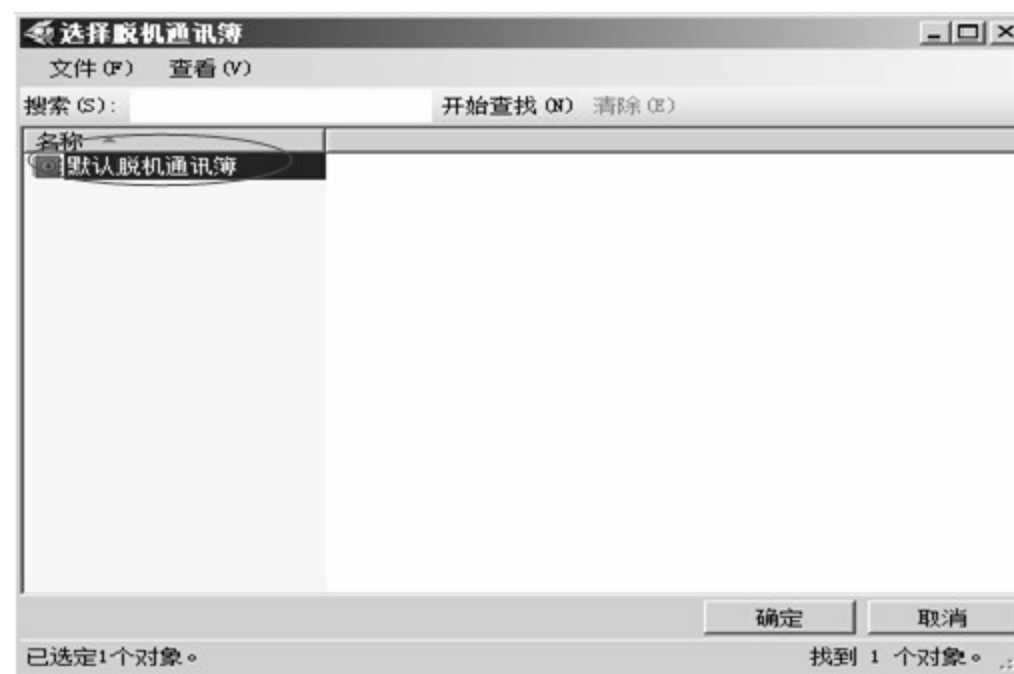 选择脱机通讯簿
文件(F) 查看(V)
搜索(S): 开始查找(N) 清除(E)
名称
默认脱机通讯簿
确定 取消
已选定1个对象。 找到 1 个对象。